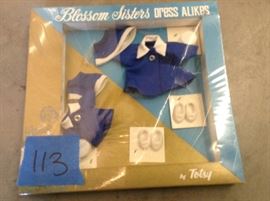 Blossom Sisters DRESS ALIKES
113
by Totsy